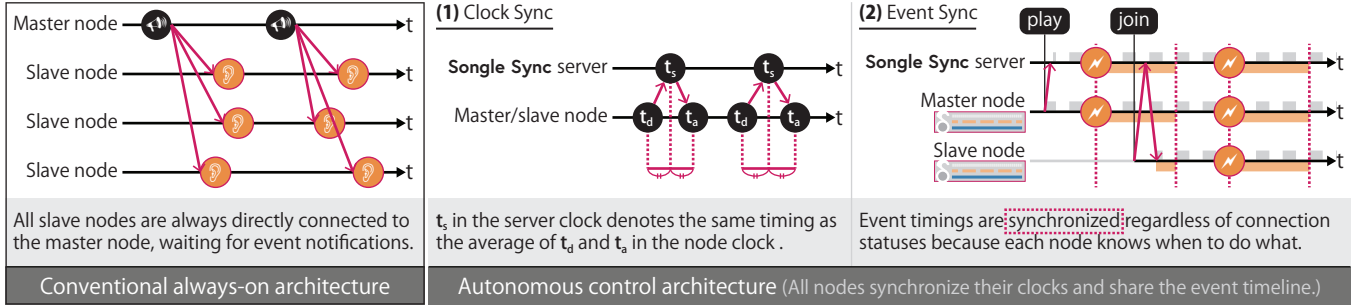 Master node
t
Slave node
t
Slave node
t
Slave node
t
All slave nodes are always directly connected to
the master node, waiting for event notifications.
Conventional always-on architecture
(1) Clock Sync
Songle Sync server
ts
ts
t
Master/slave node
td
ta
td
ta
t
ts in the server clock denotes the same timing as
the average of td and ta in the node clock .
(2) Event Sync
play
join
Songle Sync server
t
Master node
t
Slave node
t
Event timings are synchronized regardless of connection
statuses because each node knows when to do what.
Autonomous control architecture (All nodes synchronize their clocks and share the event timeline.)